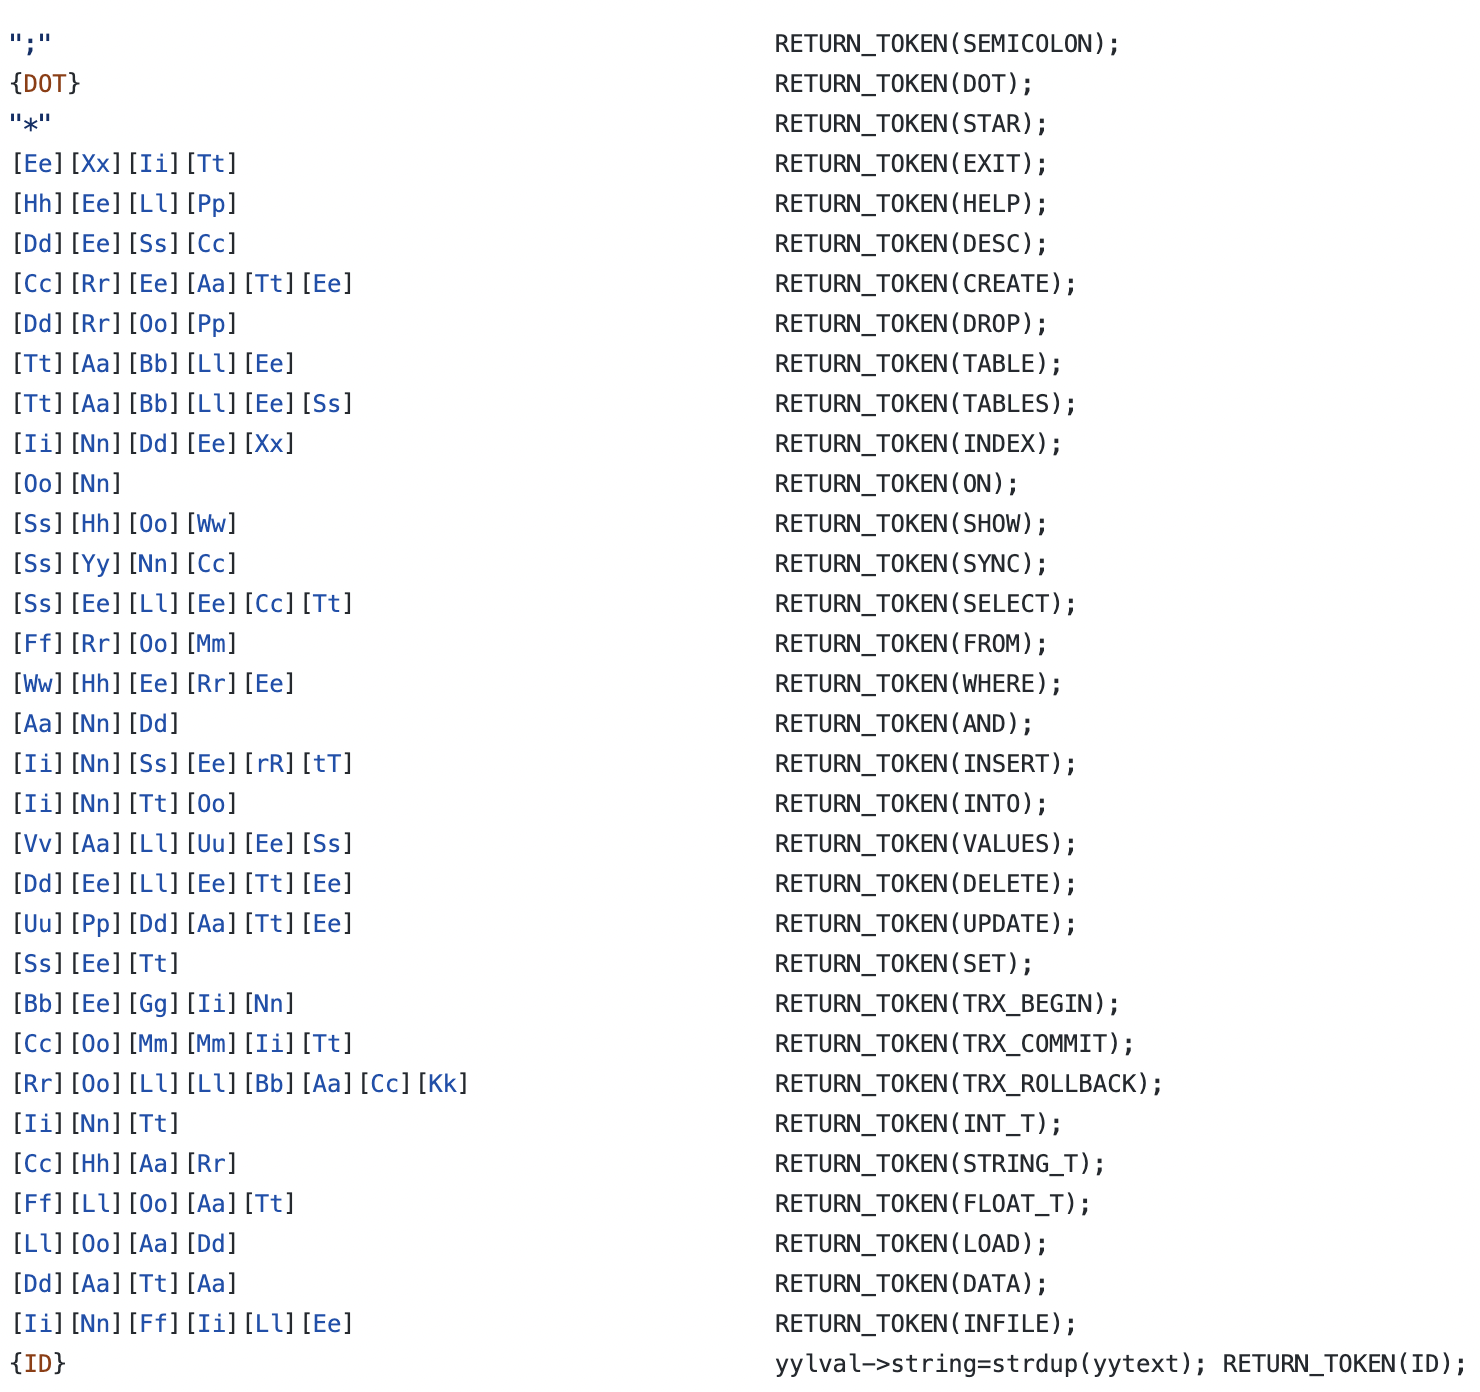 ";" RETURN_TOKEN(SEMICOLON);
{DOT} RETURN_TOKEN(DOT);
"*" RETURN_TOKEN(STAR);
[Ee][Xx][Ii][Tt] RETURN_TOKEN(EXIT);
[Hh][Ee][Ll][Pp] RETURN_TOKEN(HELP);
[Dd][Ee][Ss][Cc] RETURN_TOKEN(DESC);
[Cc][Rr][Ee][Aa][Tt][Ee] RETURN_TOKEN(CREATE);
[Dd][Rr][Oo][Pp] RETURN_TOKEN(DROP);
[Tt][Aa][Bb][Ll][Ee] RETURN_TOKEN(TABLE);
[Tt][Aa][Bb][Ll][Ee][Ss] RETURN_TOKEN(TABLES);
[Ii][Nn][Dd][Ee][Xx] RETURN_TOKEN(INDEX);
[Oo][Nn] RETURN_TOKEN(ON);
[Ss][Hh][Oo][Ww] RETURN_TOKEN(SHOW);
[Ss][Yy][Nn][Cc] RETURN_TOKEN(SYNC);
[Ss][Ee][Ll][Ee][Cc][Tt] RETURN_TOKEN(SELECT);
[Ff][Rr][Oo][Mm] RETURN_TOKEN(FROM);
[Ww][Hh][Ee][Rr][Ee] RETURN_TOKEN(WHERE);
[Aa][Nn][Dd] RETURN_TOKEN(AND);
[Ii][Nn][Ss][Ee][rR][tT] RETURN_TOKEN(INSERT);
[Ii][Nn][Tt][Oo] RETURN_TOKEN(INTO);
[Vv][Aa][Ll][Uu][Ee][Ss] RETURN_TOKEN(VALUES);
[Dd][Ee][Ll][Ee][Tt][Ee] RETURN_TOKEN(DELETE);
[Uu][Pp][Dd][Aa][Tt][Ee] RETURN_TOKEN(UPDATE);
[Ss][Ee][Tt] RETURN_TOKEN(SET);
[Bb][Ee][Gg][Ii][Nn] RETURN_TOKEN(TRX_BEGIN);
[Cc][Oo][Mm][Mm][Ii][Tt] RETURN_TOKEN(TRX_COMMIT);
[Rr][Oo][Ll][Ll][Bb][Aa][Cc][Kk] RETURN_TOKEN(TRX_ROLLBACK);
[Ii][Nn][Tt] RETURN_TOKEN(INT_T);
[Cc][Hh][Aa][Rr] RETURN_TOKEN(STRING_T);
[Ff][Ll][Oo][Aa][Tt] RETURN_TOKEN(FLOAT_T);
[Ll][Oo][Aa][Dd] RETURN_TOKEN(LOAD);
[Dd][Aa][Tt][Aa] RETURN_TOKEN(DATA);
[Ii][Nn][Ff][Ii][Ll][Ee] RETURN_TOKEN(INFILE);
{ID} yylval->string=strdup(yytext); RETURN_TOKEN(ID);